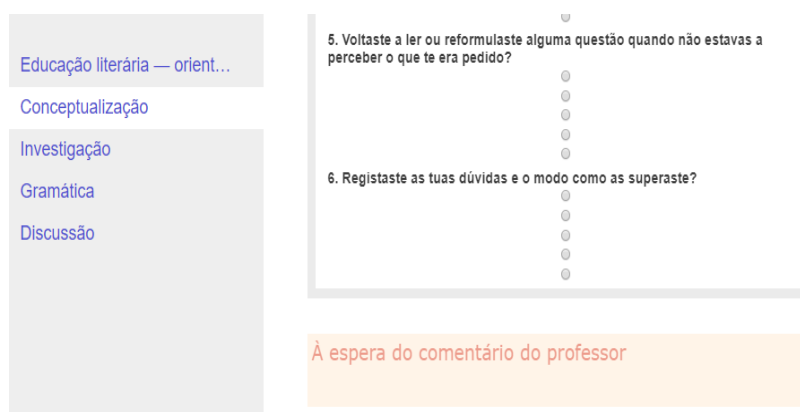 Educação literária — orient...
Conceptualização
Investigação
Gramática
Discussão
5. Voltaste a ler ou reformulaste alguma questão quando não estavas a
perceber o que te era pedido?
6. Registaste as tuas dúvidas e o modo como as superaste?
À espera do comentário do professor